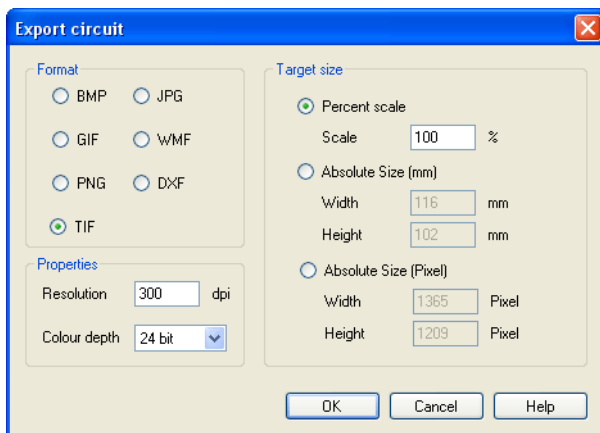 Export circuit
Format
BMP JPG
GIF WMF
PNG DXF
TIF
Properties
Resolution 300 dpi
Colour depth 24 bit
Target size
Percent scale
Scale 100 %
Absolute Size (mm)
Width 116 mm
Height 102 mm
Absolute Size (Pixel)
Width 1365 Pixel
Height 1209 Pixel
OK Cancel Help